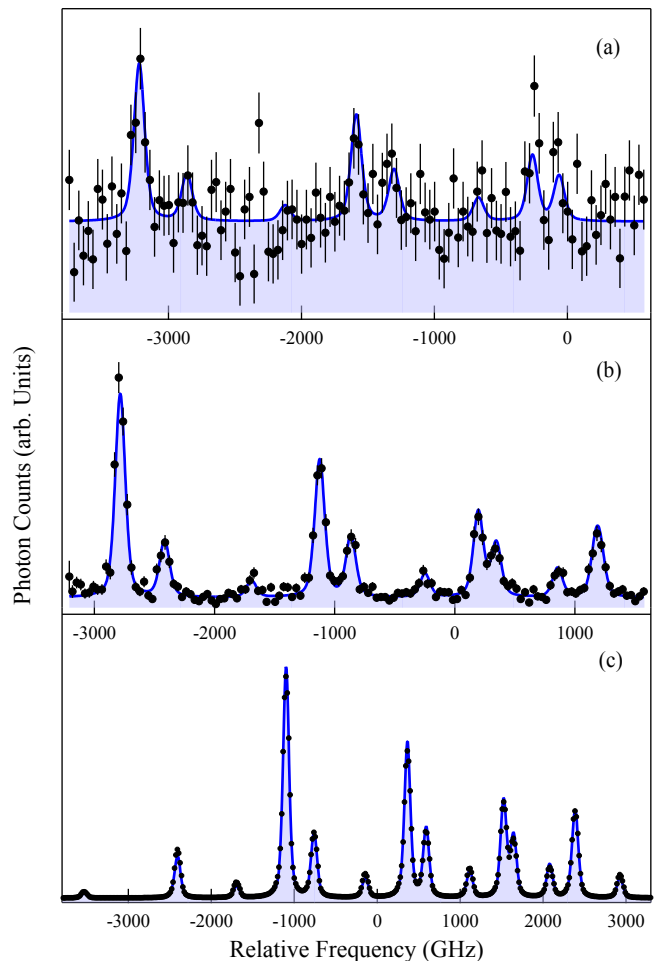 (a)
-3000 -2000 -1000 0
(b)
-3000 -2000 -1000 0 1000
(c)
-3000 -2000 -1000 0 1000 2000 3000
Photon Counts (arb. Units)
Relative Frequency (GHz)